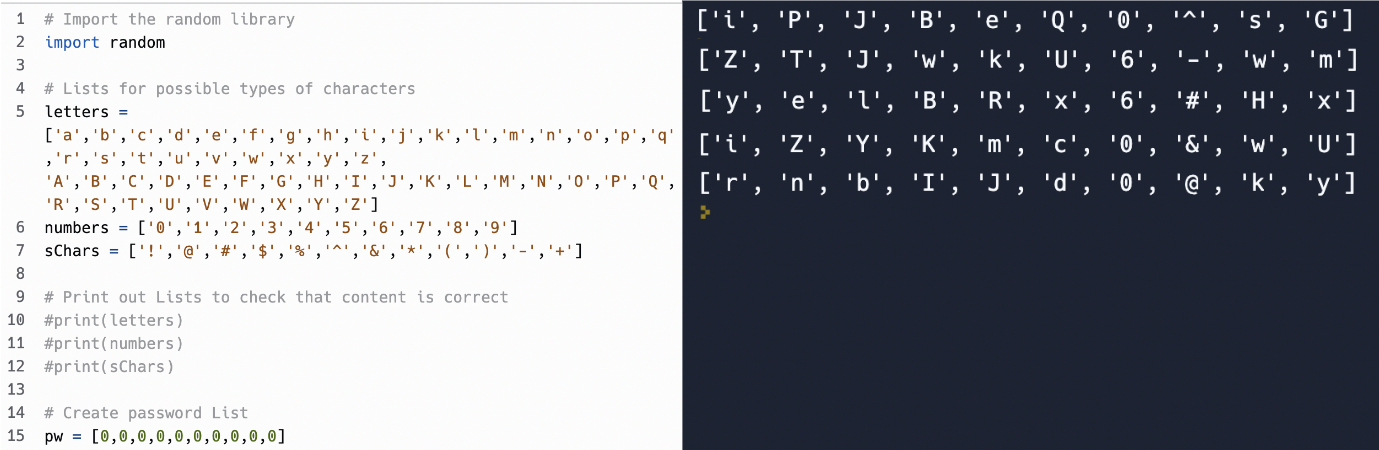 1 # Import the random library
2 import random
3
4 # Lists for possible types of characters
5 letters =
['a','b','c','d','e','f','g','h','i','j','k','l','m','n','o','p','q'
,'r','s','t','u','v','w','x','y','z',
'A','B','C','D','E','F','G','H','I','J','K','L','M','N','O','P','Q',
'R','S','T','U','V','W','X','Y','Z']
6 numbers = ['0','1','2','3','4','5','6','7','8','9']
7 sChars = ['!','@','#','$','%','^','&','*','(',')','-','+']
8
9 # Print out Lists to check that content is correct
10 #print(letters)
11 #print(numbers)
12 #print(sChars)
13
14 # Create password List
15 pw = [0,0,0,0,0,0,0,0,0,0]
['i', 'P', 'J', 'B', 'e', 'Q', '0', '^', 's', 'G']
['Z', 'T', 'J', 'w', 'k', 'U', '6', '-', 'w', 'm']
['y', 'e', 'l', 'B', 'R', 'x', '6', '#', 'H', 'x']
['i', 'Z', 'Y', 'K', 'm', 'c', '0', '&', 'w', 'U']
['r', 'n', 'b', 'I', 'J', 'd', '0', '@', 'k', 'y']